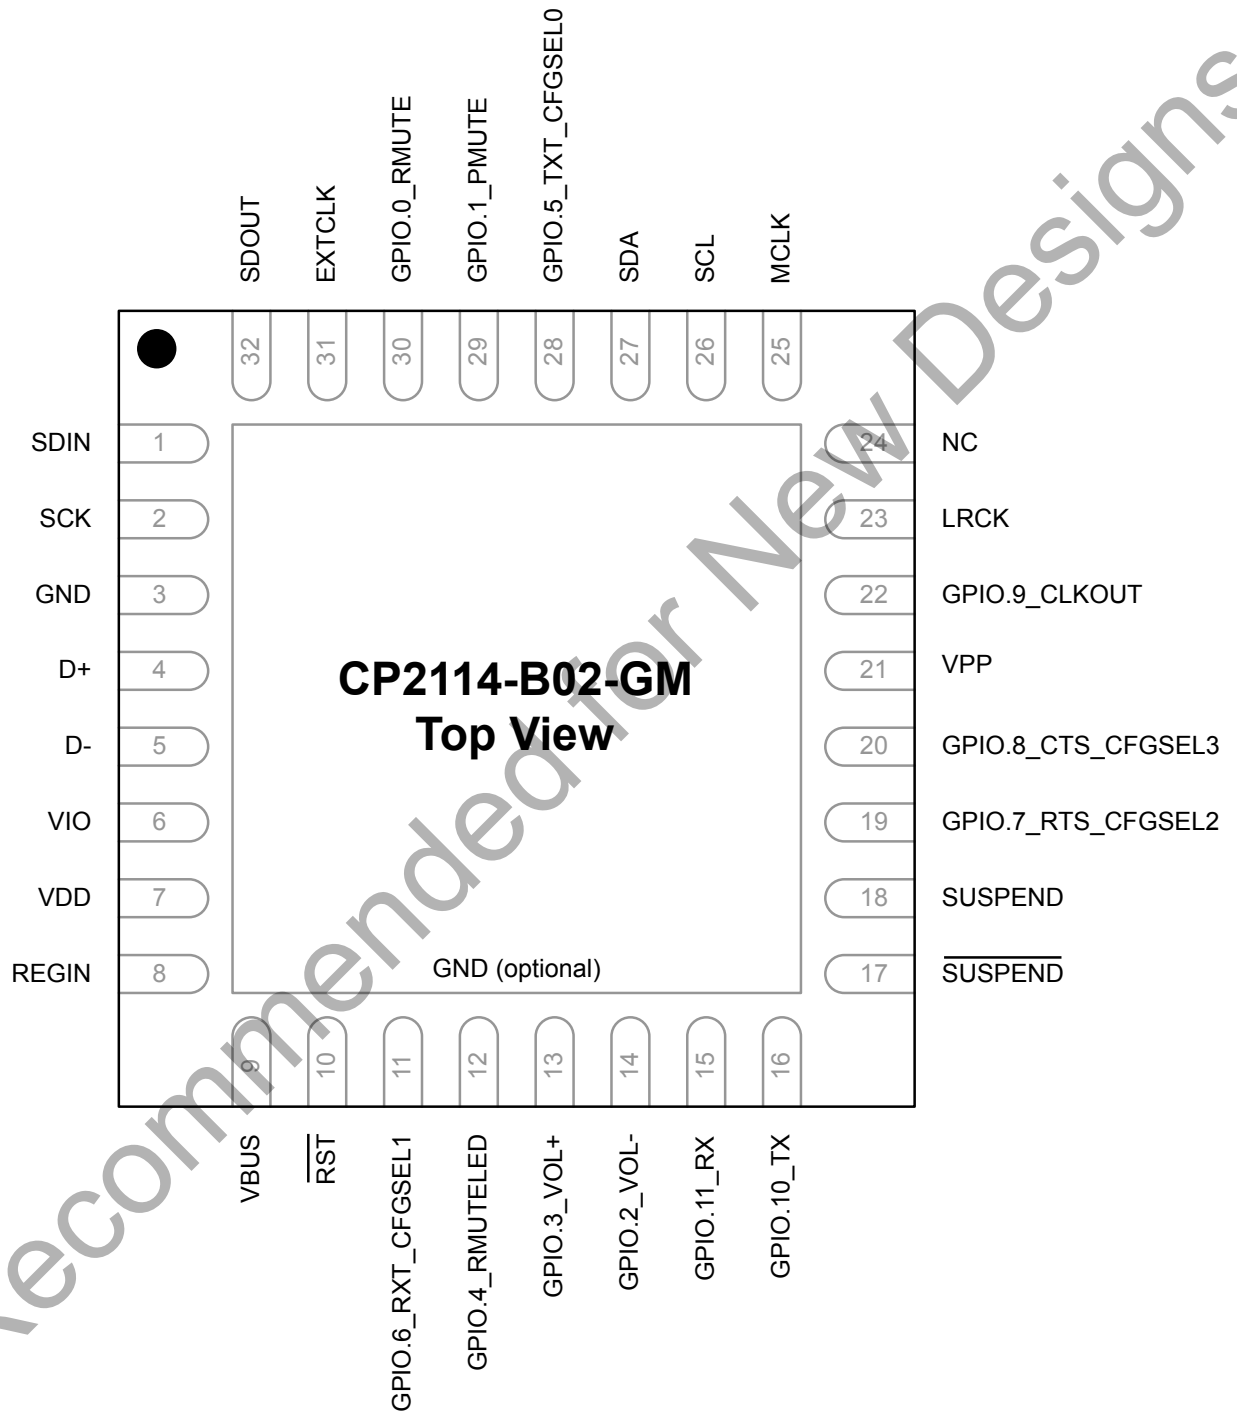 SDOUT
EXTCLK
GPIO.0_RMUTE
GPIO.1_PMUTE
GPIO.5_TXT_CFGSEL0
SDA
SCL
MCLK
32
31
30
29
28
27
26
25
SDIN 1
SCK 2
GND 3
D+ 4
D- 5
VIO 6
VDD 7
REGIN 8
CP2114-B02-GM
Top View
GND (optional)
24 NC
23 LRCK
22 GPIO.9_CLKOUT
21 VPP
20 GPIO.8_CTS_CFGSEL3
19 GPIO.7_RTS_CFGSEL2
18 SUSPEND
17 SUSPEND
9
10
11
12
13
14
15
16
VBUS
RST
GPIO.6_RXT_CFGSEL1
GPIO.4_RMUTELED
GPIO.3_VOL+
GPIO.2_VOL-
GPIO.11_RX
GPIO.10_TX
ecommended for New Designs